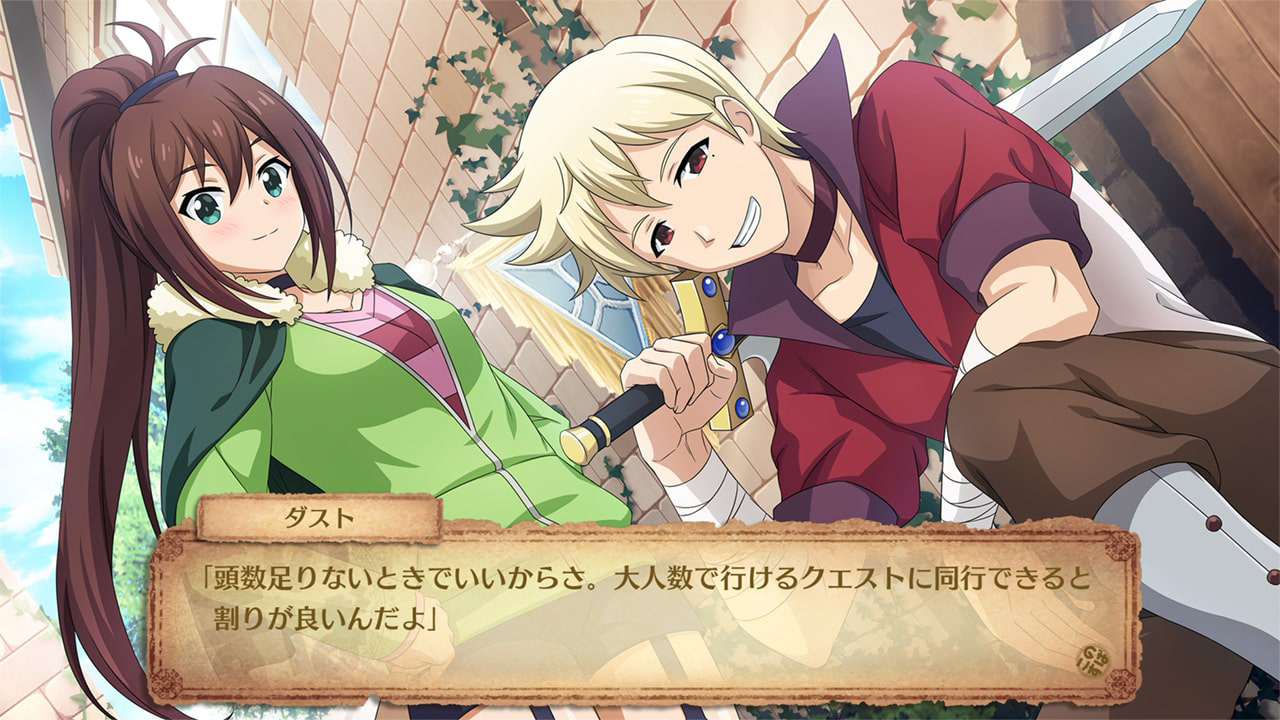 ダスト
「頭数足りないときでいいからさ。大人数で行けるクエストに同行できると
割りが良いんだよ」